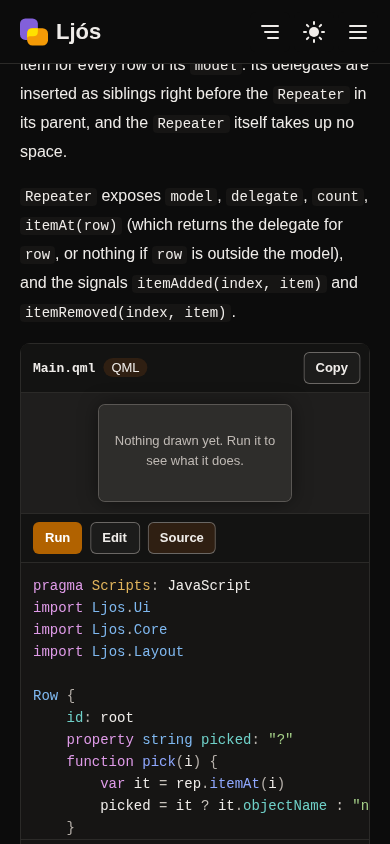 Ljós
item for every row of its model. Its delegates are
inserted as siblings right before the Repeater in
its parent, and the Repeater itself takes up no
space.
Repeater exposes model, delegate, count,
itemAt(row) (which returns the delegate for
row, or nothing if row is outside the model),
and the signals itemAdded(index, item) and
itemRemoved(index, item).
Main.qml QML Copy
Nothing drawn yet. Run it to
see what it does.
Run Edit Source
pragma Scripts: JavaScript
import Ljos.Ui
import Ljos.Core
import Ljos.Layout
Row {
    id: root
    property string picked: "?"
    function pick(i) {
        var it = rep.itemAt(i)
        picked = it ? it.objectName : "n
    }